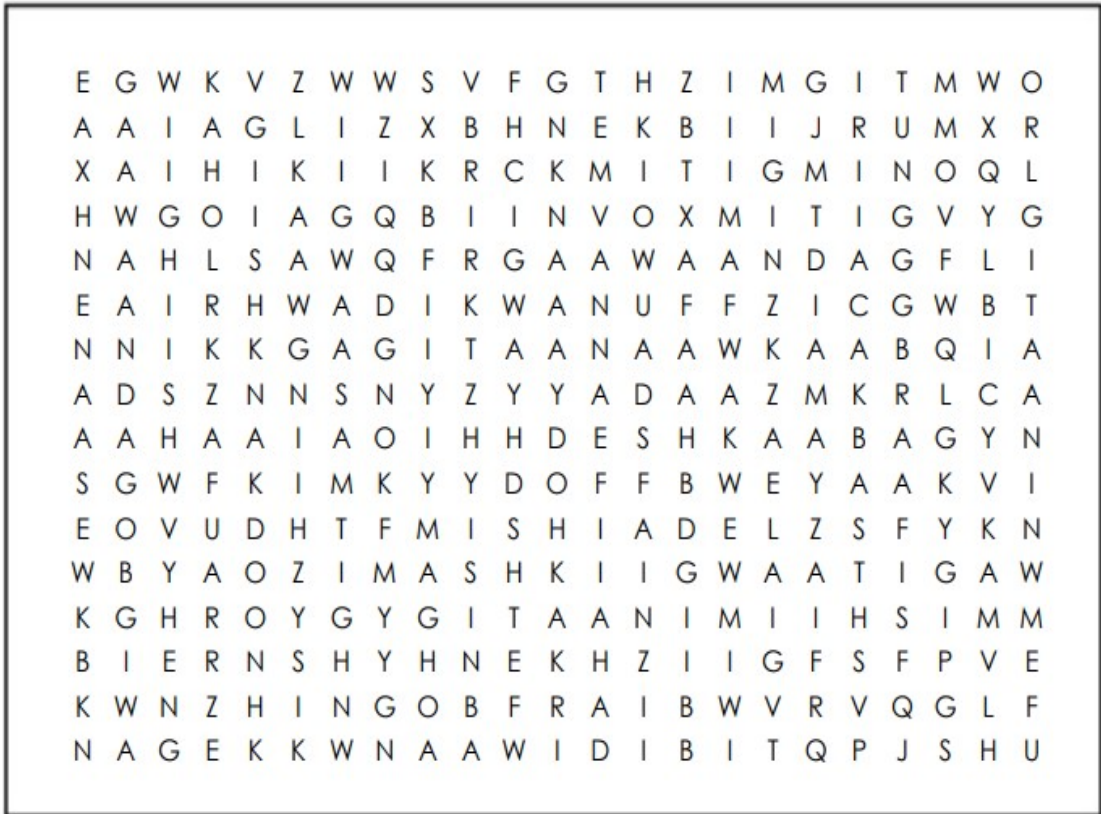 E G W K V Z W W S V F G T H Z I M G I T M W O
A A I A G L I Z X B H N E K B I I J R U M X R
X A I H I K I I K R C K M I T I G M I N O Q L
H W G O I A G Q B I I N V O X M I T I G V Y G
N A H L S A W Q F R G A A W A A N D A G F L I
E A I R H W A D I K W A N U F F Z I C G W B T
N N I K K G A G I T A A N A A W K A A B Q I A
A D S Z N N S N Y Z Y Y A D A A Z M K R L C A
A A H A A I A O I H H D E S H K A A B A G Y N
S G W F K I M K Y Y D O F F B W E Y A A K V I
E O V U D H T F M I S H I A D E L Z S F Y K N
W B Y A O Z I M A S H K I I G W A A T I G A W
K G H R O Y G Y G I T A A N I M I I H S I M M
B I E R N S H Y H N E K H Z I I G F S F P V E
K W N Z H I N G O B F R A I B W V R V Q G L F
N A G E K K W N A A W I D I B I T Q P J S H U